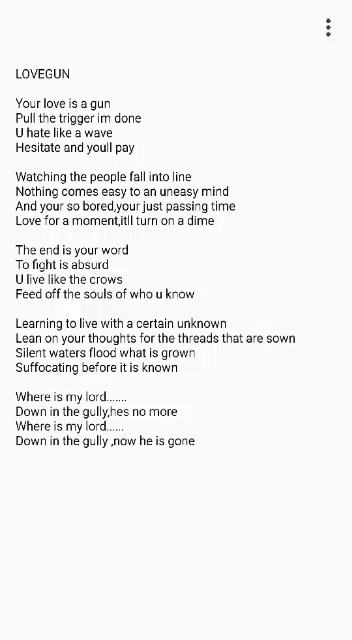 LOVEGUN
Your love is a gun
Pull the trigger im done
U hate like a wave
Hesitate and youll pay
Watching the people fall into line
Nothing comes easy to an uneasy mind
And your so bored,your just passing time
Love for a moment,itll turn on a dime
The end is your word
To fight is absurd
U live like the crows
Feed off the souls of who u know
Learning to live with a certain unknown
Lean on your thoughts for the threads that are sown
Silent waters flood what is grown
Suffocating before it is known
Where is my lord.......
Down in the gully,hes no more
Where is my lord......
Down in the gully ,now he is gone